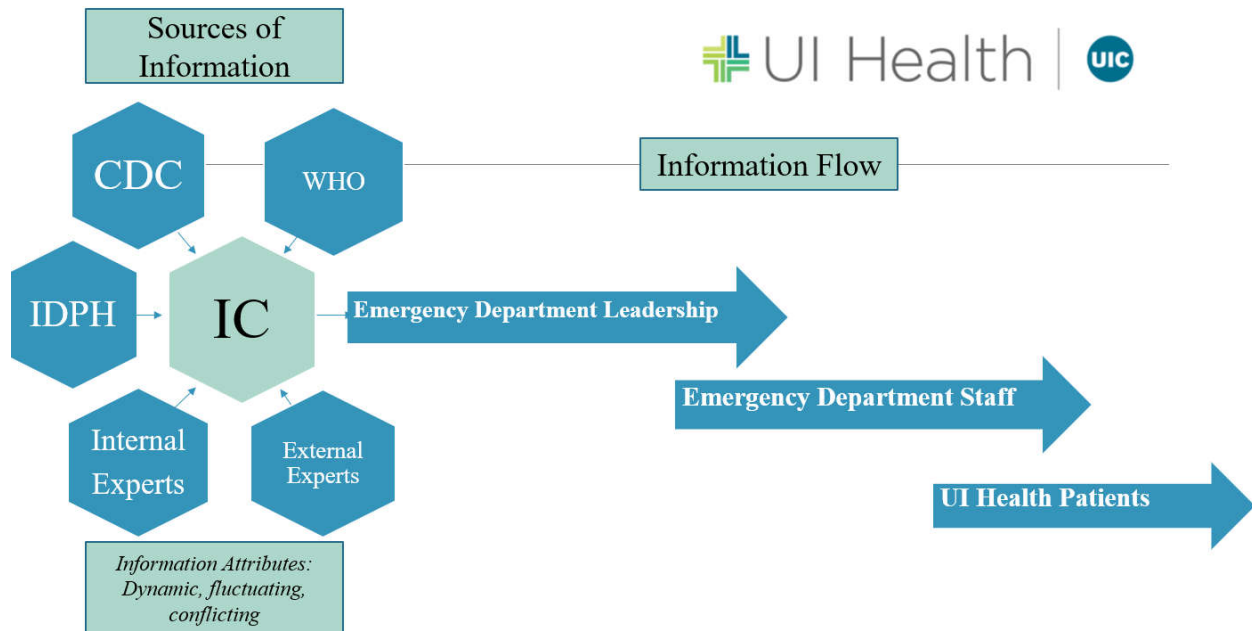 Sources of
Information
UI Health
UIC
CDC
WHO
Information Flow
IDPH
IC
Emergency Department Leadership
Emergency Department Staff
Internal
Experts
External
Experts
UI Health Patients
Information Attributes:
Dynamic, fluctuating,
conflicting